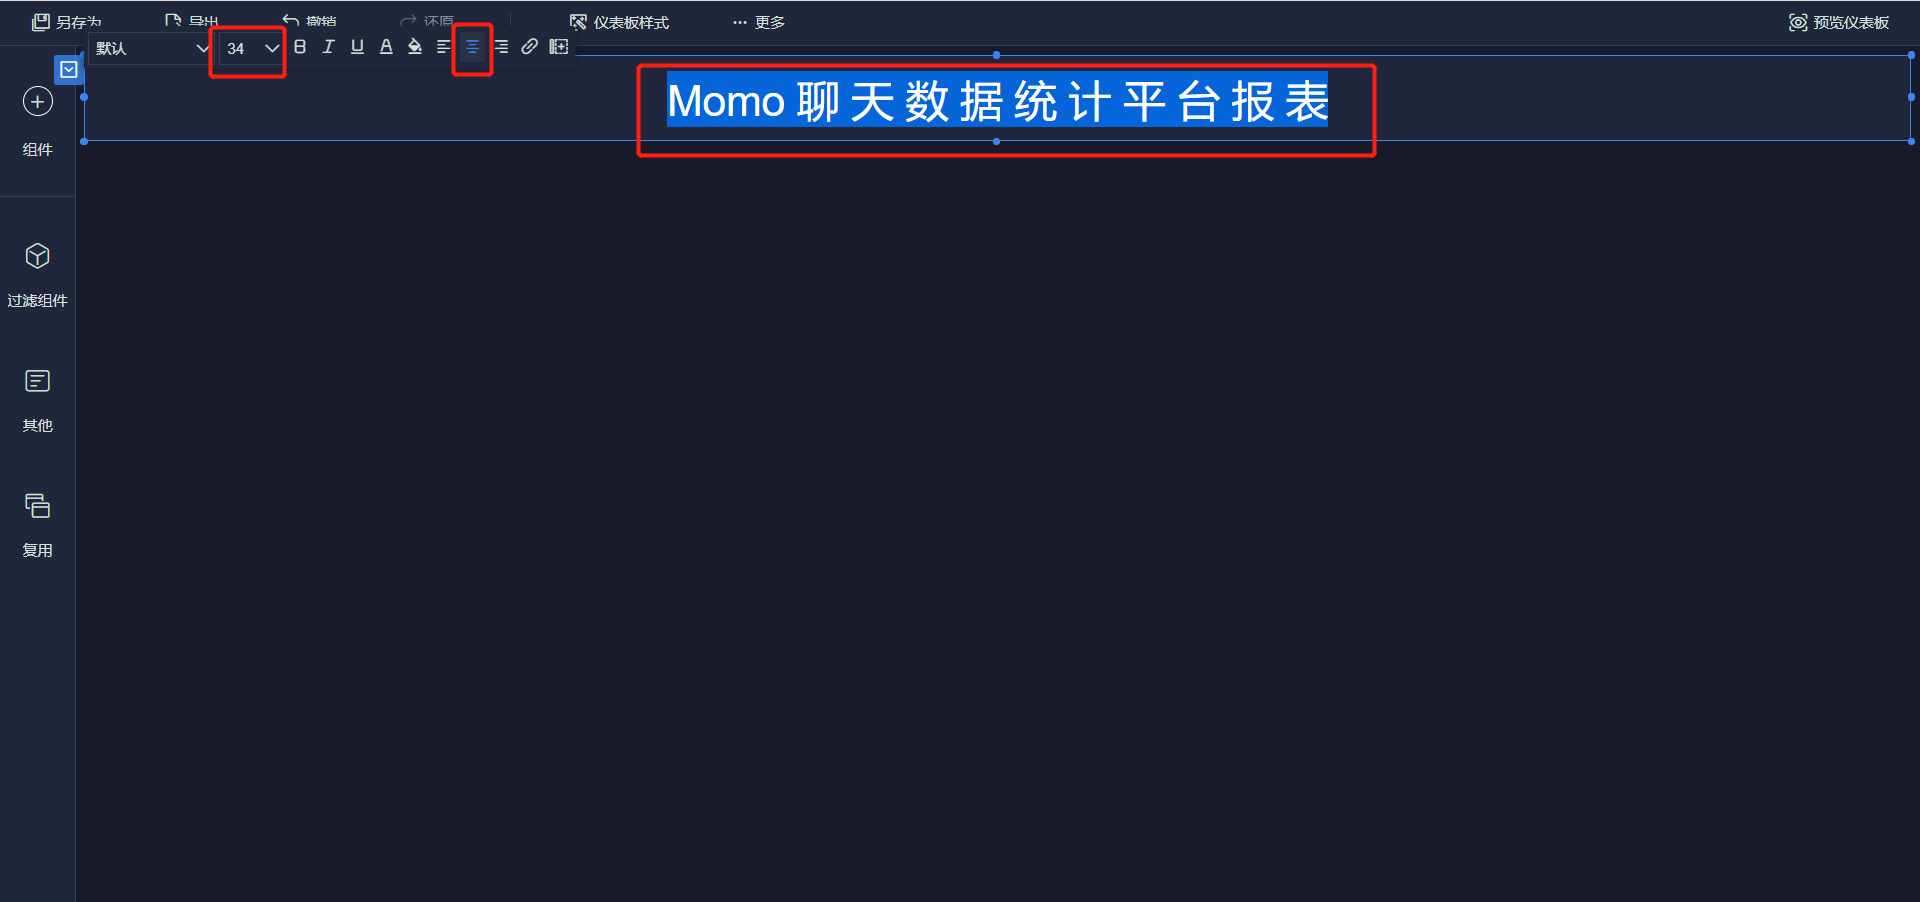 另存为 导出 撤销 还原 仪表板样式 ··· 更多 预览仪表板
默认 34 B I U A
Momo 聊 天 数 据 统 计 平 台 报 表
组件
过滤组件
其他
复用